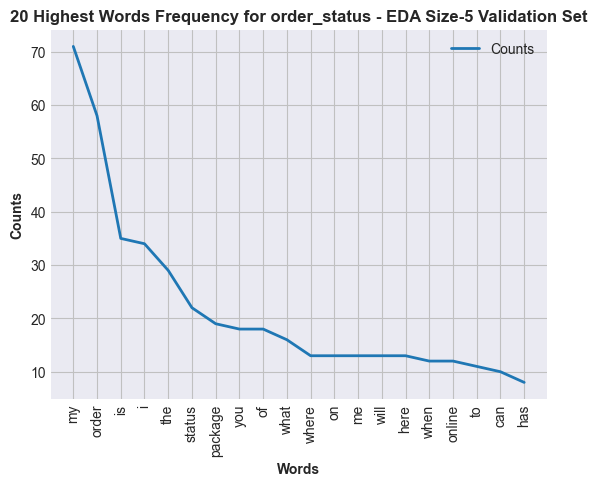 20 Highest Words Frequency for order_status - EDA Size-5 Validation Set
Counts
70
60
50
40
30
20
10
Counts
my
order
is
i
the
status
package
you
of
what
where
on
me
will
here
when
online
to
can
has
Words